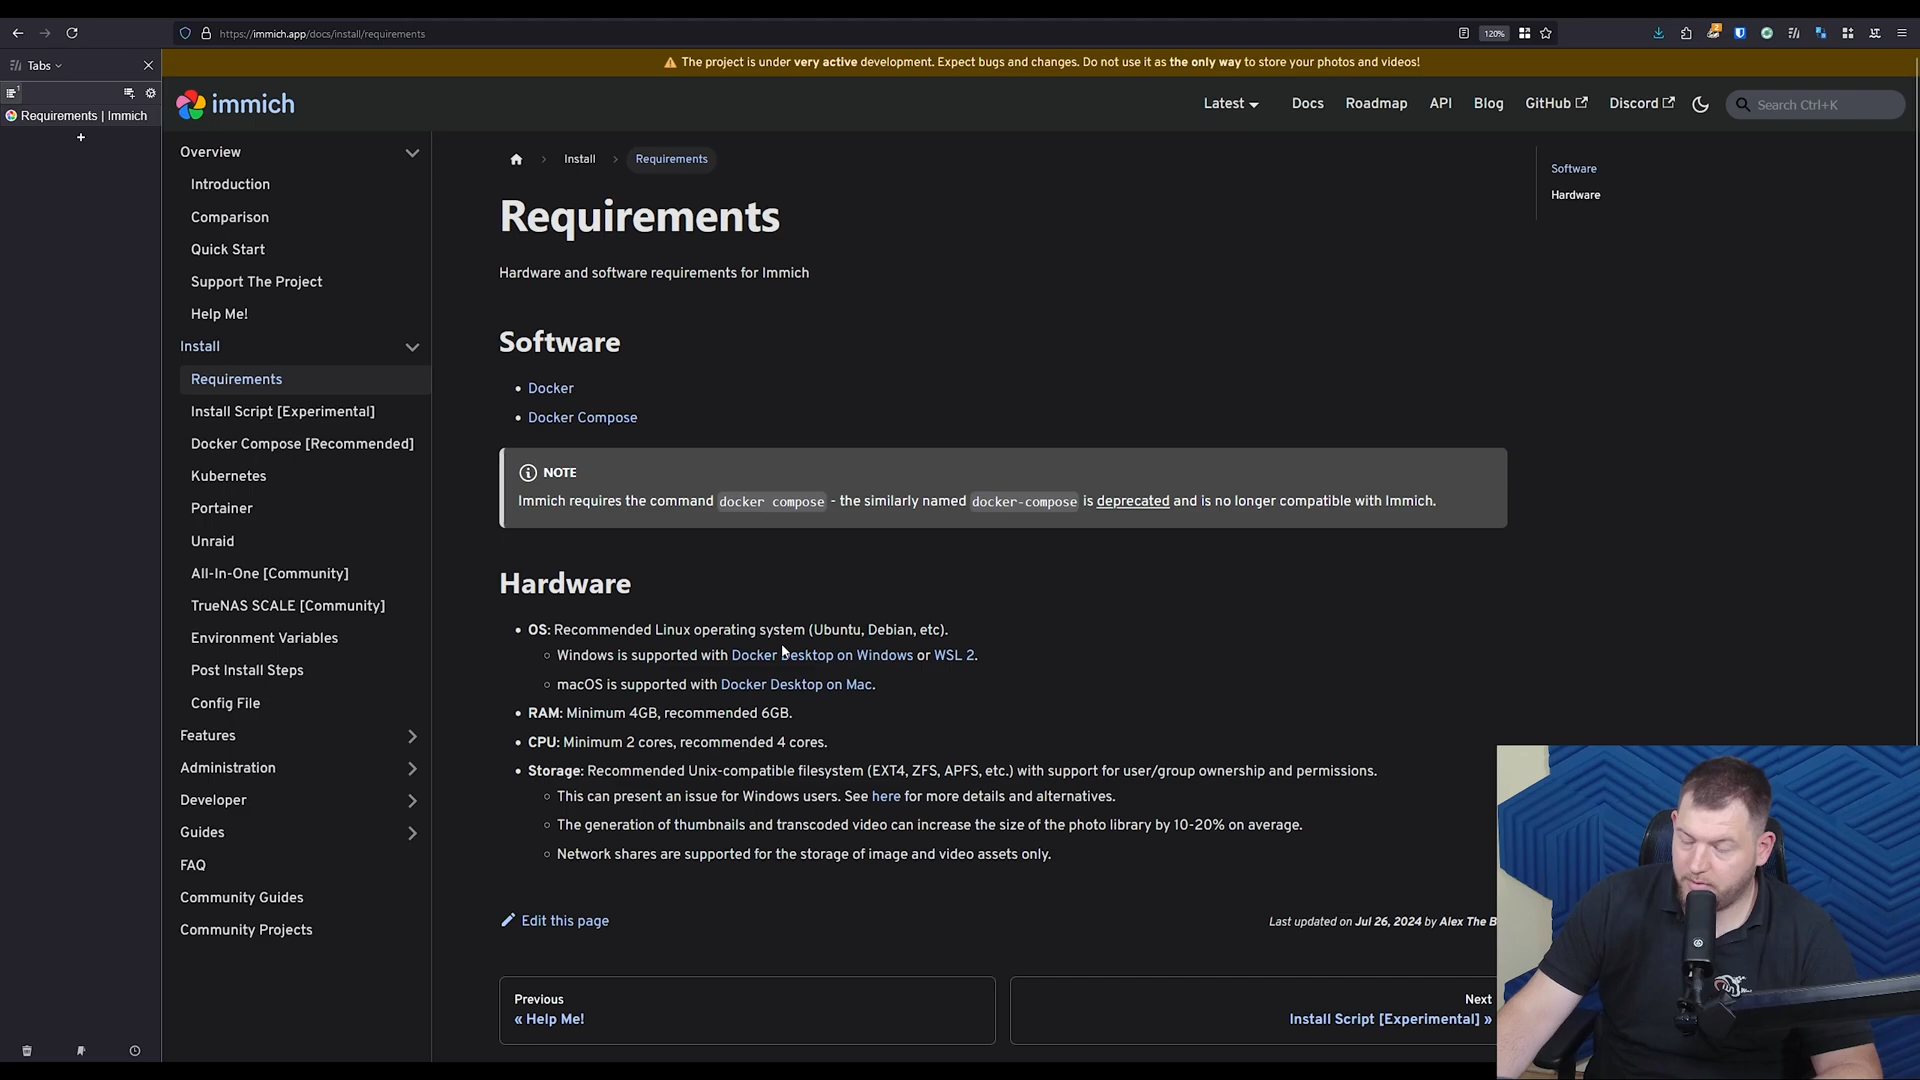 https://immich.app/docs/install/requirements
120%
Tabs
Requirements | Immich
The project is under very active development. Expect bugs and changes. Do not use it as the only way to store your photos and videos!
immich
Latest
Docs
Roadmap
API
Blog
GitHub
Discord
Search Ctrl+K
Overview
Introduction
Comparison
Quick Start
Support The Project
Help Me!
Install
Requirements
Install Script [Experimental]
Docker Compose [Recommended]
Kubernetes
Portainer
Unraid
All-In-One [Community]
TrueNAS SCALE [Community]
Environment Variables
Post Install Steps
Config File
Features
Administration
Developer
Guides
FAQ
Community Guides
Community Projects
Install
Requirements
Requirements
Hardware and software requirements for Immich
Software
Docker
Docker Compose
NOTE
Immich requires the command docker compose - the similarly named docker-compose is deprecated and is no longer compatible with Immich.
Hardware
OS: Recommended Linux operating system (Ubuntu, Debian, etc).
Windows is supported with Docker Desktop on Windows or WSL 2.
macOS is supported with Docker Desktop on Mac.
RAM: Minimum 4GB, recommended 6GB.
CPU: Minimum 2 cores, recommended 4 cores.
Storage: Recommended Unix-compatible filesystem (EXT4, ZFS, APFS, etc.) with support for user/group ownership and permissions.
This can present an issue for Windows users. See here for more details and alternatives.
The generation of thumbnails and transcoded video can increase the size of the photo library by 10-20% on average.
Network shares are supported for the storage of image and video assets only.
Edit this page
Last updated on Jul 26, 2024 by Alex The B
Previous
« Help Me!
Next
Install Script [Experimental] »
Software
Hardware